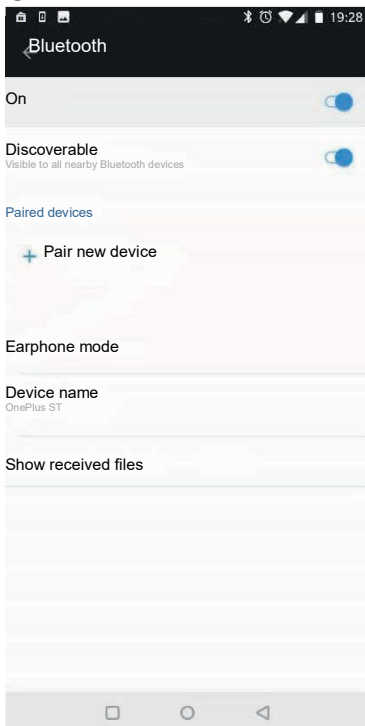 19:28
Bluetooth
On
Discoverable
Visible to all nearby Bluetooth devices
Paired devices
+ Pair new device
Earphone mode
Device name
OnePlus ST
Show received files